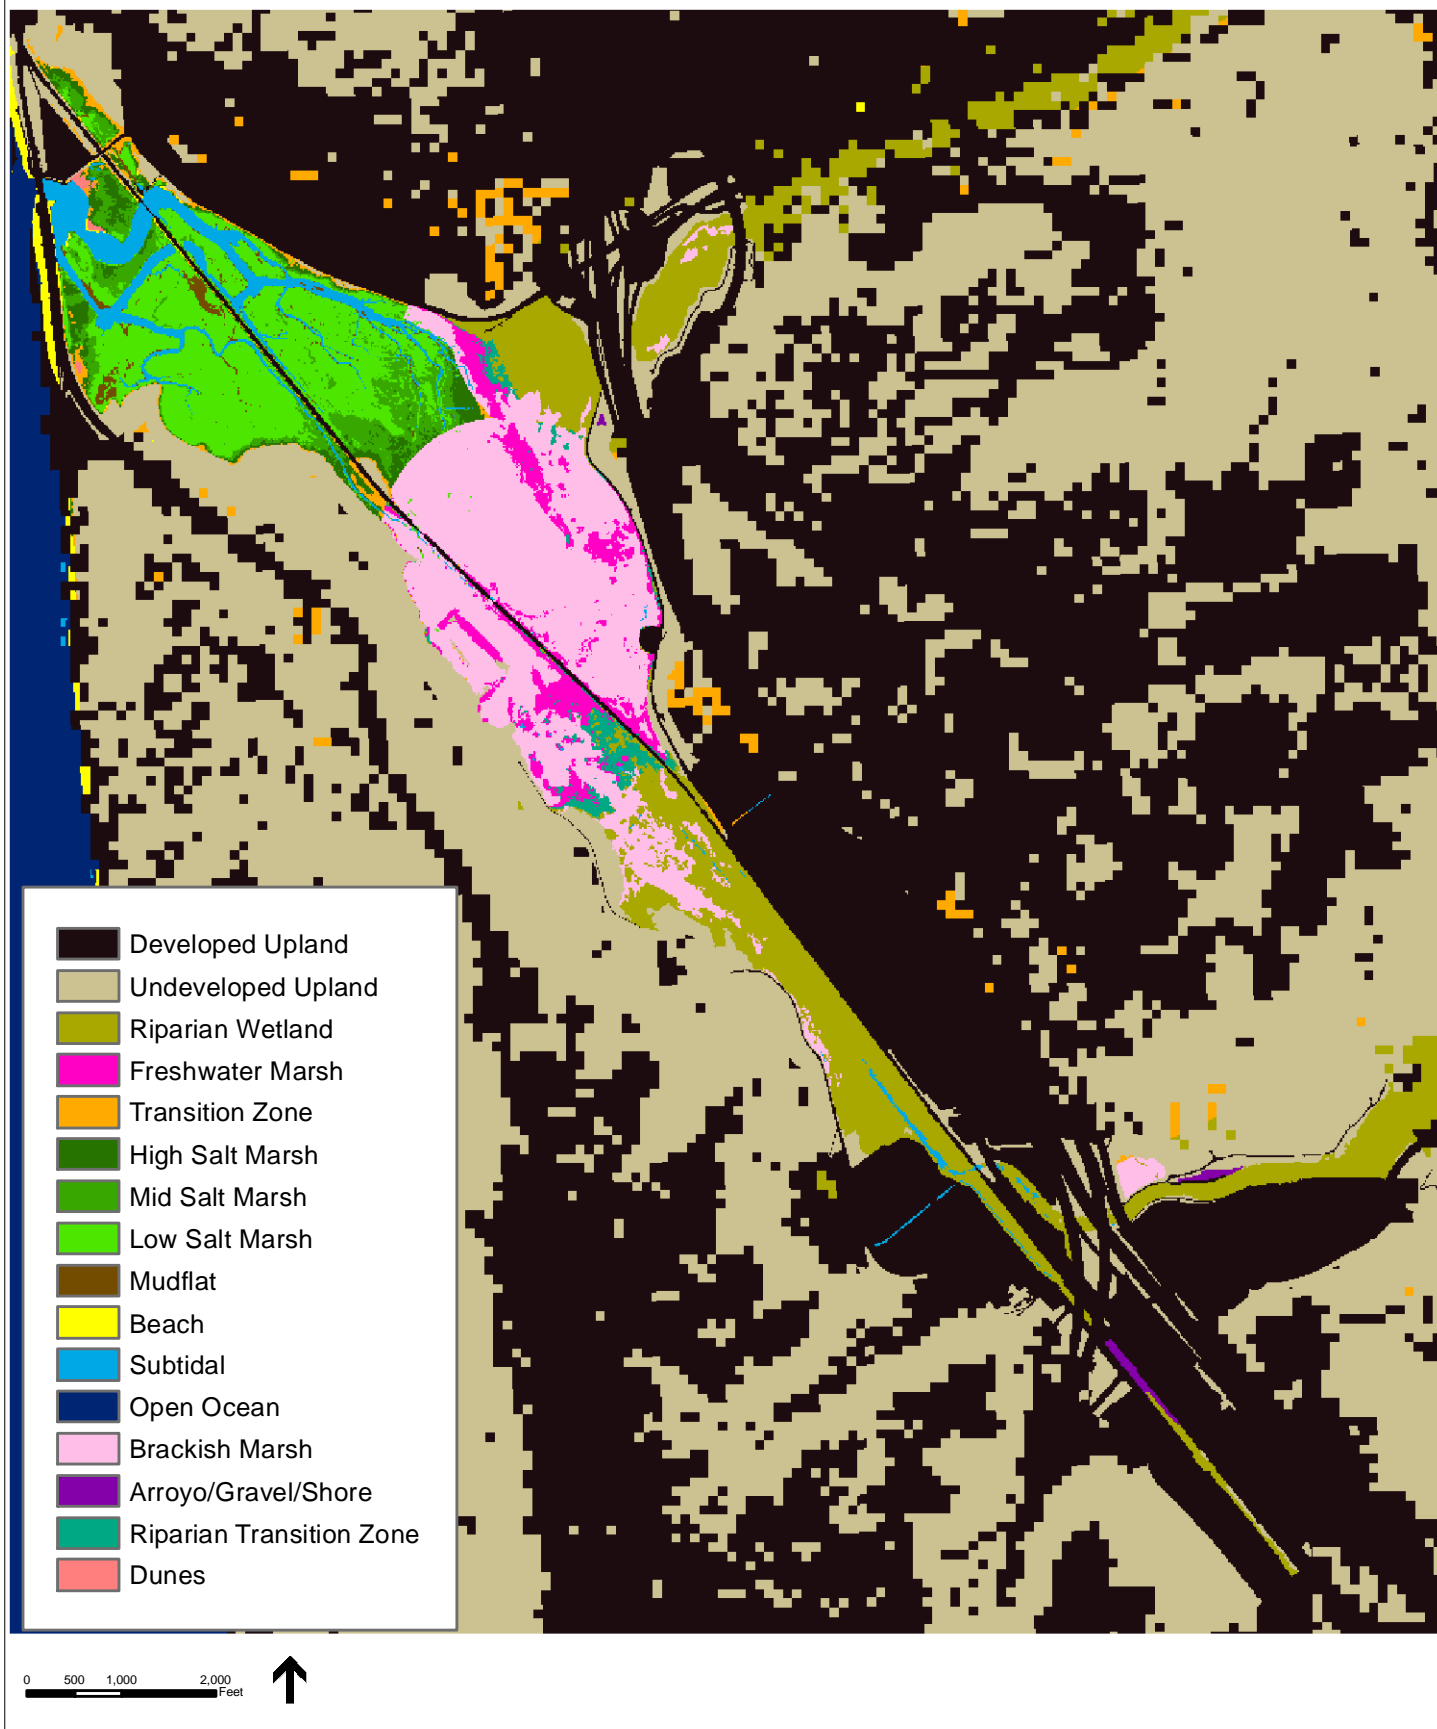 Developed Upland
Undeveloped Upland
Riparian Wetland
Freshwater Marsh
Transition Zone
High Salt Marsh
Mid Salt Marsh
Low Salt Marsh
Mudflat
Beach
Subtidal
Open Ocean
Brackish Marsh
Arroyo/Gravel/Shore
Riparian Transition Zone
Dunes
0 500 1,000 2,000
Feet